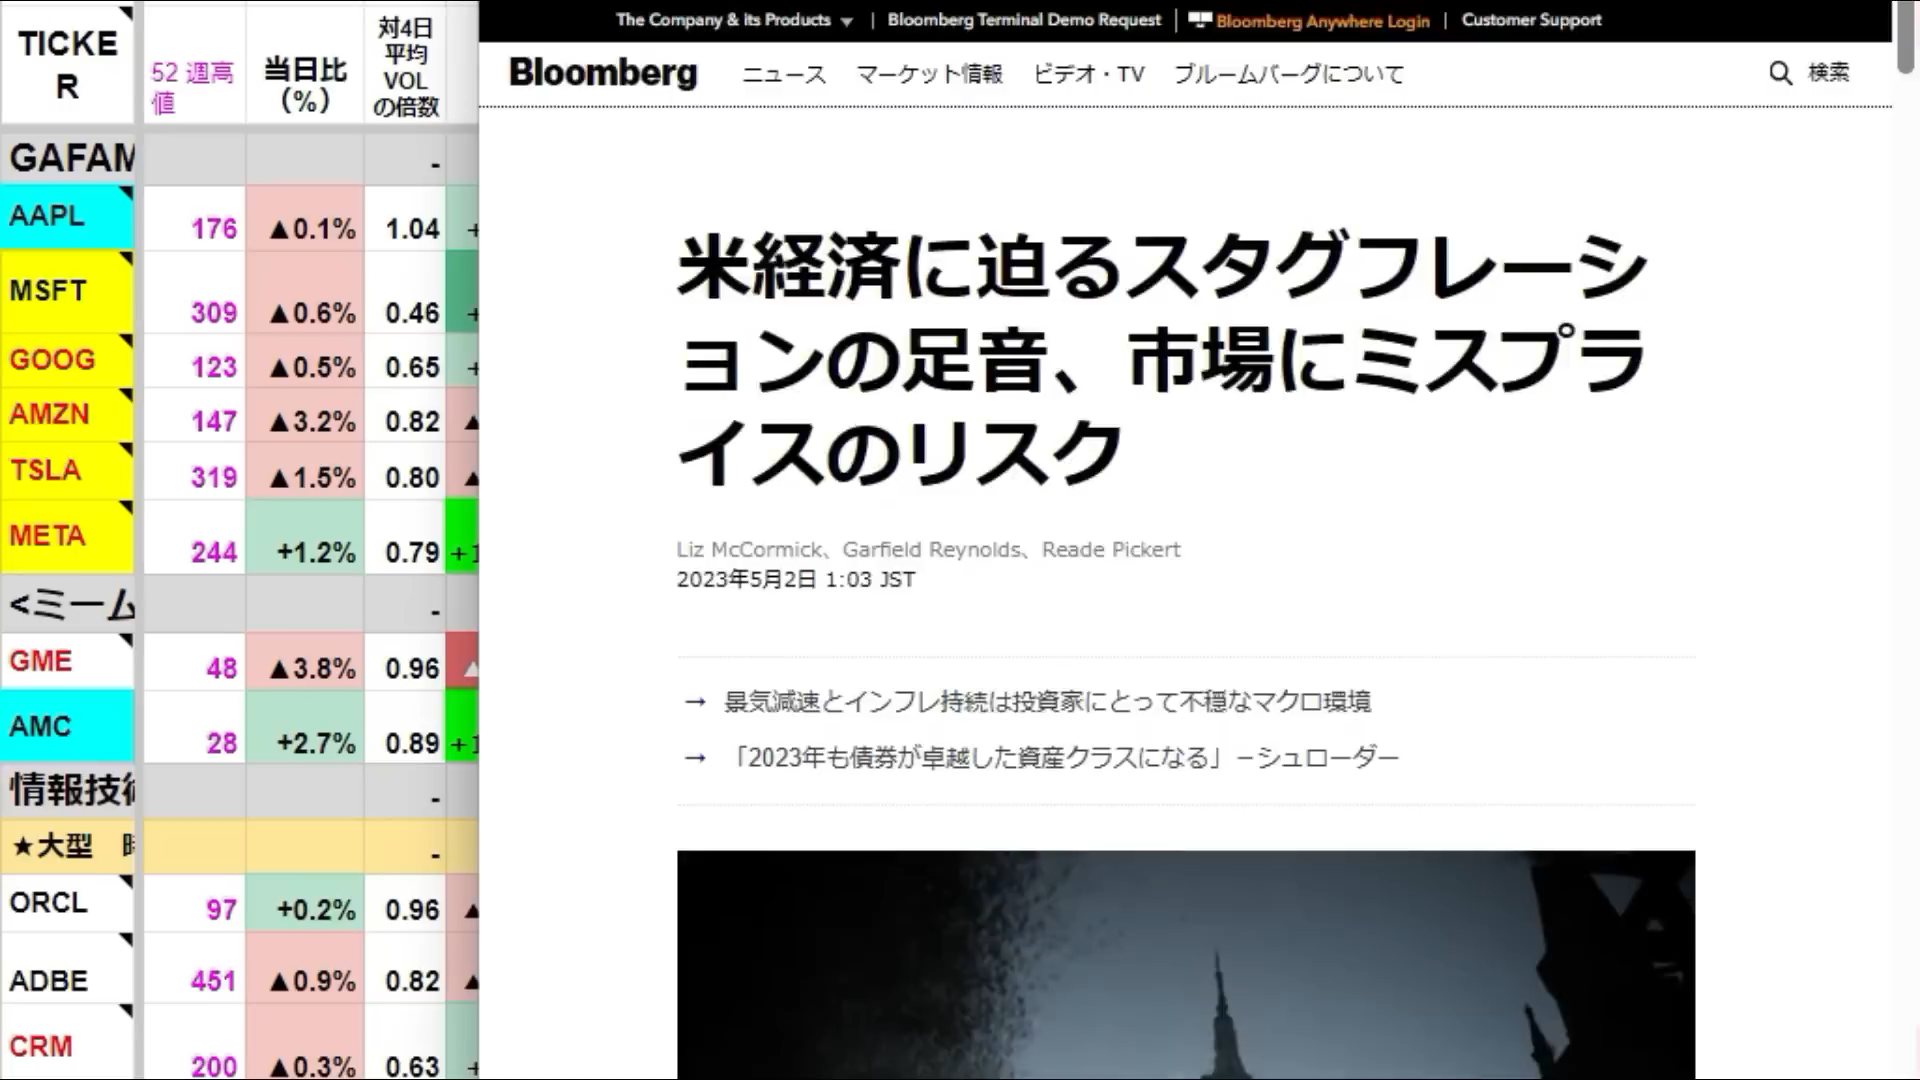 TICKE
R
52 週高
値
当日比
(%)
対4日
平均
VOL
の倍数
GAFAM
-
AAPL 176 ▲0.1% 1.04 +
MSFT 309 ▲0.6% 0.46 +
GOOG 123 ▲0.5% 0.65 +
AMZN 147 ▲3.2% 0.82 ▲
TSLA 319 ▲1.5% 0.80 ▲
META 244 +1.2% 0.79 +1
<ミーム
-
GME 48 ▲3.8% 0.96 ▲
AMC 28 +2.7% 0.89 +1
情報技術
-
★大型 時
-
ORCL 97 +0.2% 0.96 ▲
ADBE 451 ▲0.9% 0.82 ▲
CRM 200 ▲0.3% 0.63 +
The Company & its Products ▼ | Bloomberg Terminal Demo Request | Bloomberg Anywhere Login | Customer Support
Bloomberg ニュース マーケット情報 ビデオ・TV ブルームバーグについて 検索
米経済に迫るスタグフレーシ
ョンの足音、市場にミスプラ
イスのリスク
Liz McCormick、Garfield Reynolds、Reade Pickert
2023年5月2日 1:03 JST
→ 景気減速とインフレ持続は投資家にとって不穏なマクロ環境
→ 「2023年も債券が卓越した資産クラスになる」－シュローダー